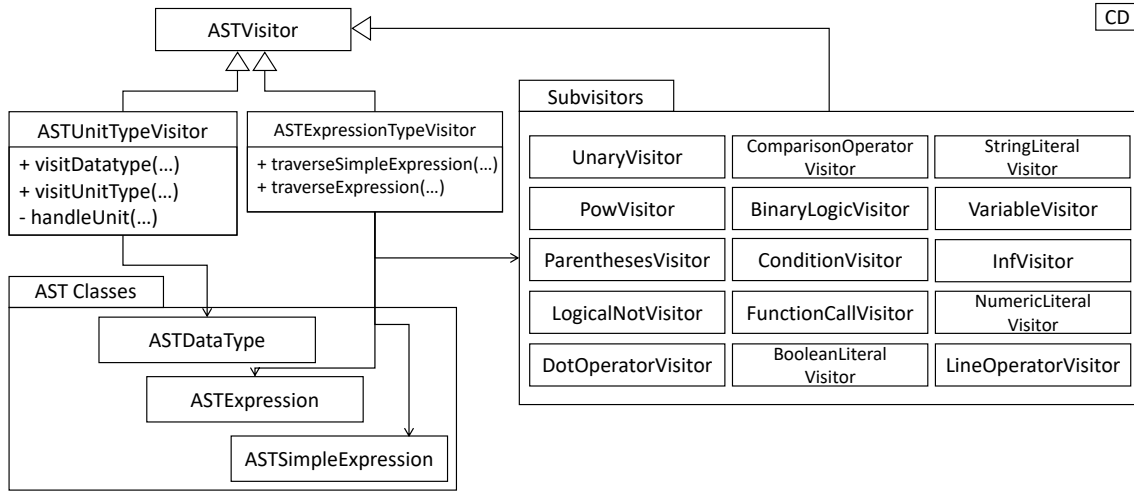 CD
ASTVisitor
ASTUnitTypeVisitor
+ visitDatatype(...)
+ visitUnitType(...)
- handleUnit(...)
ASTExpressionTypeVisitor
+ traverseSimpleExpression(...)
+ traverseExpression(...)
Subvisitors
UnaryVisitor
ComparisonOperator
Visitor
StringLiteral
Visitor
PowVisitor
BinaryLogicVisitor
VariableVisitor
ParenthesesVisitor
ConditionVisitor
InfVisitor
LogicalNotVisitor
FunctionCallVisitor
NumericLiteral
Visitor
DotOperatorVisitor
BooleanLiteral
Visitor
LineOperatorVisitor
AST Classes
ASTDataType
ASTExpression
ASTSimpleExpression